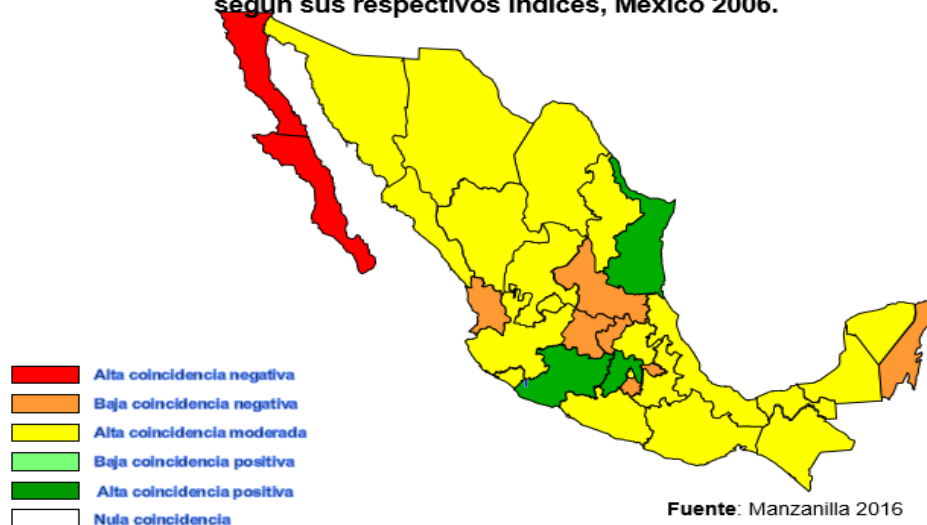 según sus respectivos índices, México 2006.
Alta coincidencia negativa
Baja coincidencia negativa
Alta coincidencia moderada
Baja coincidencia positiva
Alta coincidencia positiva
Nula coincidencia
Fuente: Manzanilla 2016